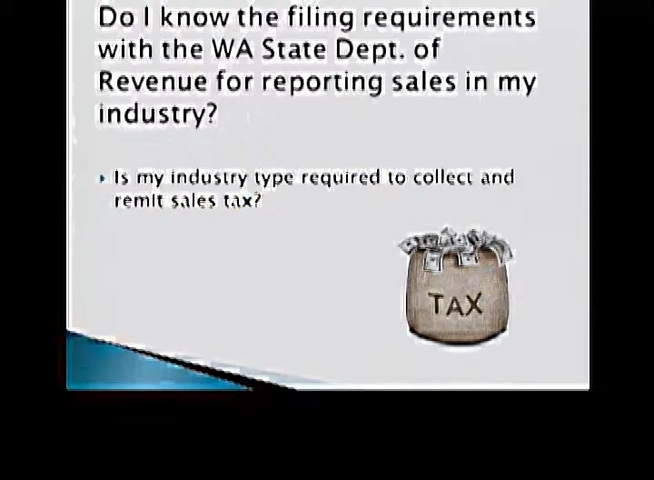 Do I know the filing requirements
with the WA State Dept. of
Revenue for reporting sales in my
industry?
Is my industry type required to collect and
remit sales tax?
TAX